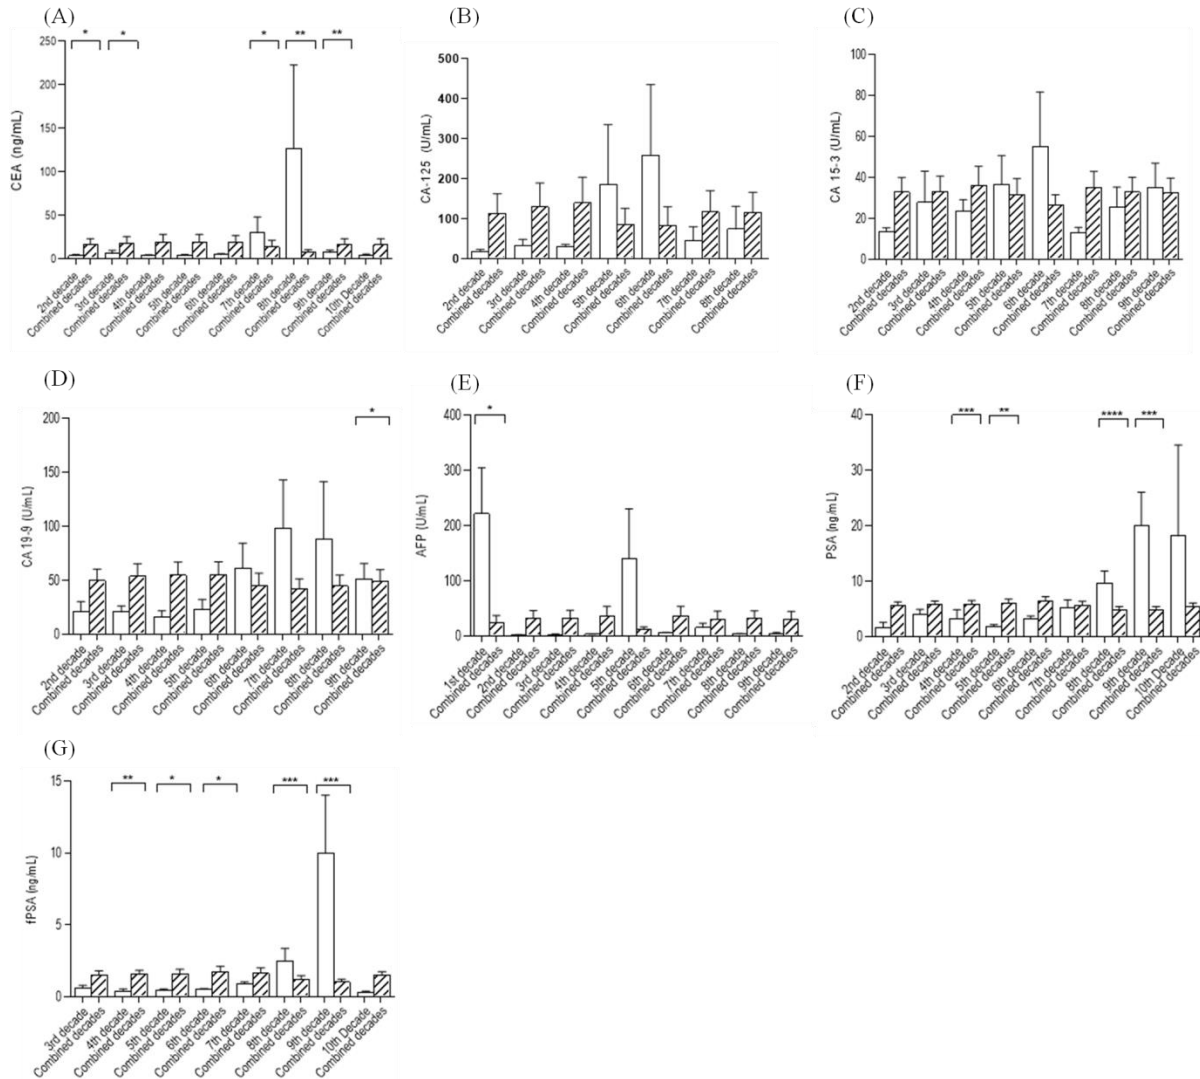 (A)
* * * ** **
250
200
150
100
50
0
CEA (ng/mL)
2nd decade
Combined decades
3rd decade
Combined decades
4th decade
Combined decades
5th decade
Combined decades
6th decade
Combined decades
7th decade
Combined decades
8th decade
Combined decades
9th decade
Combined decades
10th Decade
Combined decades
(B)
500
400
300
200
100
0
CA-125 (U/mL)
2nd decade
Combined decades
3rd decade
Combined decades
4th decade
Combined decades
5th decade
Combined decades
6th decade
Combined decades
7th decade
Combined decades
8th decade
Combined decades
(C)
100
80
60
40
20
0
CA 15-3 (U/mL)
2nd decade
Combined decades
3rd decade
Combined decades
4th decade
Combined decades
5th decade
Combined decades
6th decade
Combined decades
7th decade
Combined decades
8th decade
Combined decades
9th decade
Combined decades
(D)
*
200
150
100
50
0
CA 19-9 (U/mL)
2nd decade
Combined decades
3rd decade
Combined decades
4th decade
Combined decades
5th decade
Combined decades
6th decade
Combined decades
7th decade
Combined decades
8th decade
Combined decades
9th decade
Combined decades
(E)
*
400
300
200
100
0
AFP (U/mL)
1st decade
Combined decades
2nd decade
Combined decades
3rd decade
Combined decades
4th decade
Combined decades
5th decade
Combined decades
6th decade
Combined decades
7th decade
Combined decades
8th decade
Combined decades
9th decade
Combined decades
(F)
*** ** **** ***
40
30
20
10
0
PSA (ng/mL)
2nd decade
Combined decades
3rd decade
Combined decades
4th decade
Combined decades
5th decade
Combined decades
6th decade
Combined decades
7th decade
Combined decades
8th decade
Combined decades
9th decade
Combined decades
10th Decade
Combined decades
(G)
** * * *** ***
15
10
5
0
fPSA (ng/mL)
3rd decade
Combined decades
4th decade
Combined decades
5th decade
Combined decades
6th decade
Combined decades
7th decade
Combined decades
8th decade
Combined decades
9th decade
Combined decades
10th Decade
Combined decades